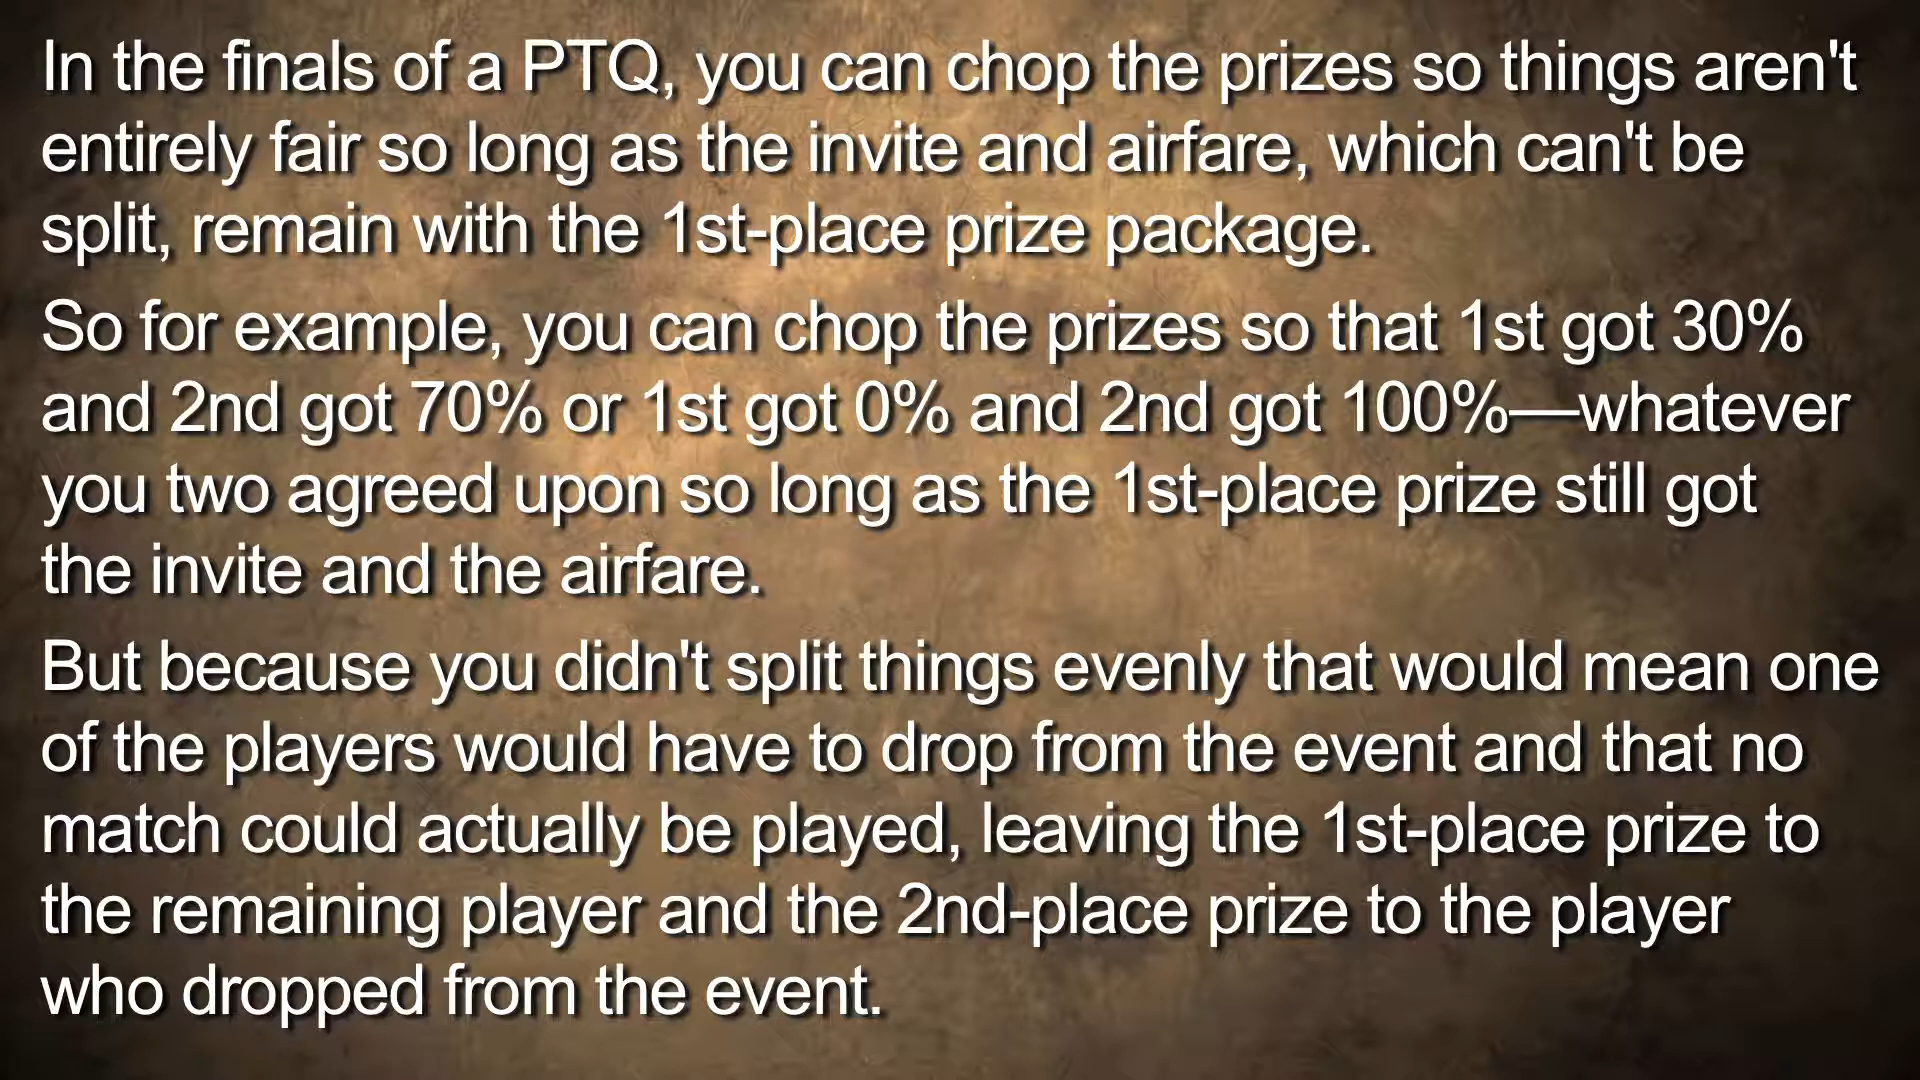 In the finals of a PTQ, you can chop the prizes so things aren't
entirely fair so long as the invite and airfare, which can't be
split, remain with the 1st-place prize package.
So for example, you can chop the prizes so that 1st got 30%
and 2nd got 70% or 1st got 0% and 2nd got 100%—whatever
you two agreed upon so long as the 1st-place prize still got
the invite and the airfare.
But because you didn't split things evenly that would mean one
of the players would have to drop from the event and that no
match could actually be played, leaving the 1st-place prize to
the remaining player and the 2nd-place prize to the player
who dropped from the event.